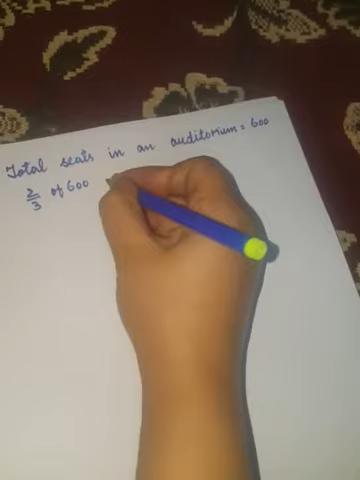 Total seats in an auditorium = 600
2/3 of 600